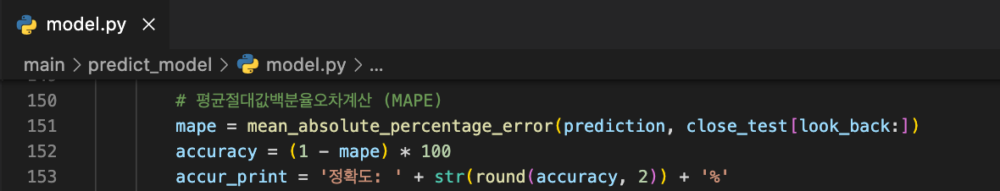 model.py ×
main > predict_model > model.py > ...
150 # 평균절대값백분율오차계산 (MAPE)
151 mape = mean_absolute_percentage_error(prediction, close_test[look_back:])
152 accuracy = (1 - mape) * 100
153 accur_print = '정확도: ' + str(round(accuracy, 2)) + '%'